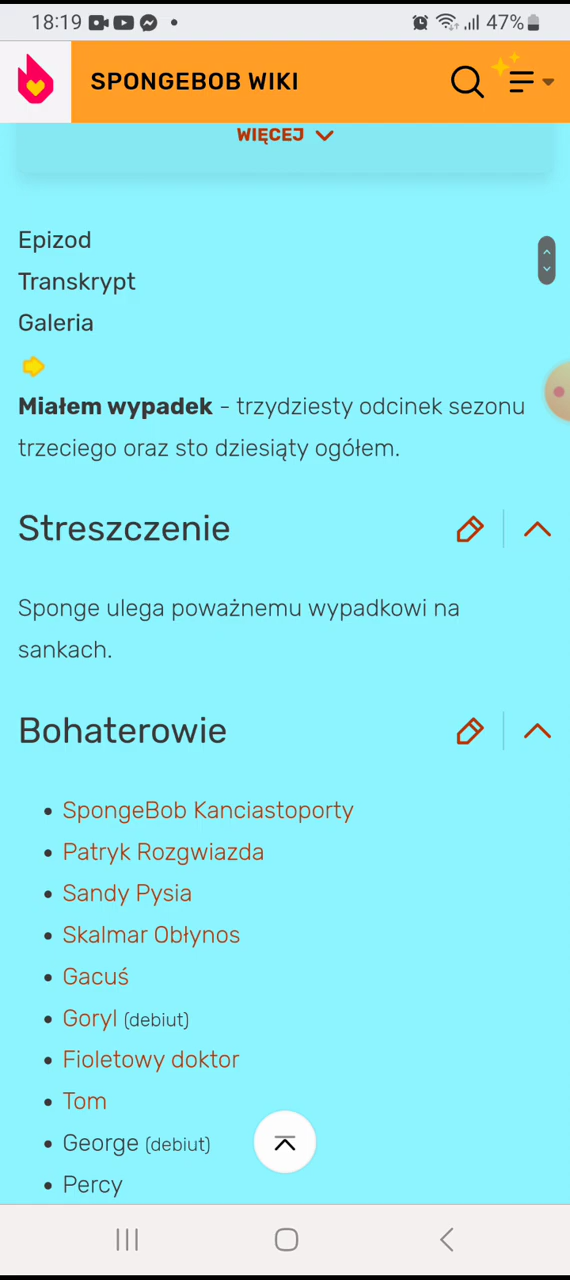 18:19
47%
SPONGEBOB WIKI
WIĘCEJ
Epizod
Transkrypt
Galeria
Miałem wypadek - trzydziesty odcinek sezonu
trzeciego oraz sto dziesiąty ogółem.
Streszczenie
Sponge ulega poważnemu wypadkowi na
sankach.
Bohaterowie
SpongeBob Kanciastoporty
Patryk Rozgwiazda
Sandy Pysia
Skalmar Obłynos
Gacuś
Goryl (debiut)
Fioletowy doktor
Tom
George (debiut)
Percy